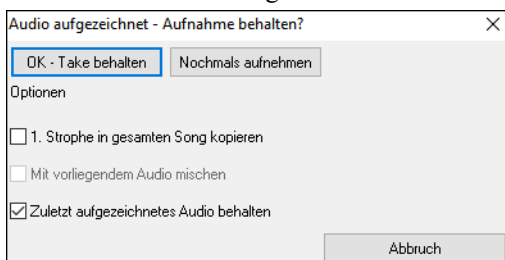 Audio aufgezeichnet - Aufnahme behalten?
OK - Take behalten Nochmals aufnehmen
Optionen
1. Strophe in gesamten Song kopieren
Mit vorliegendem Audio mischen
Zuletzt aufgezeichnetes Audio behalten
Abbruch